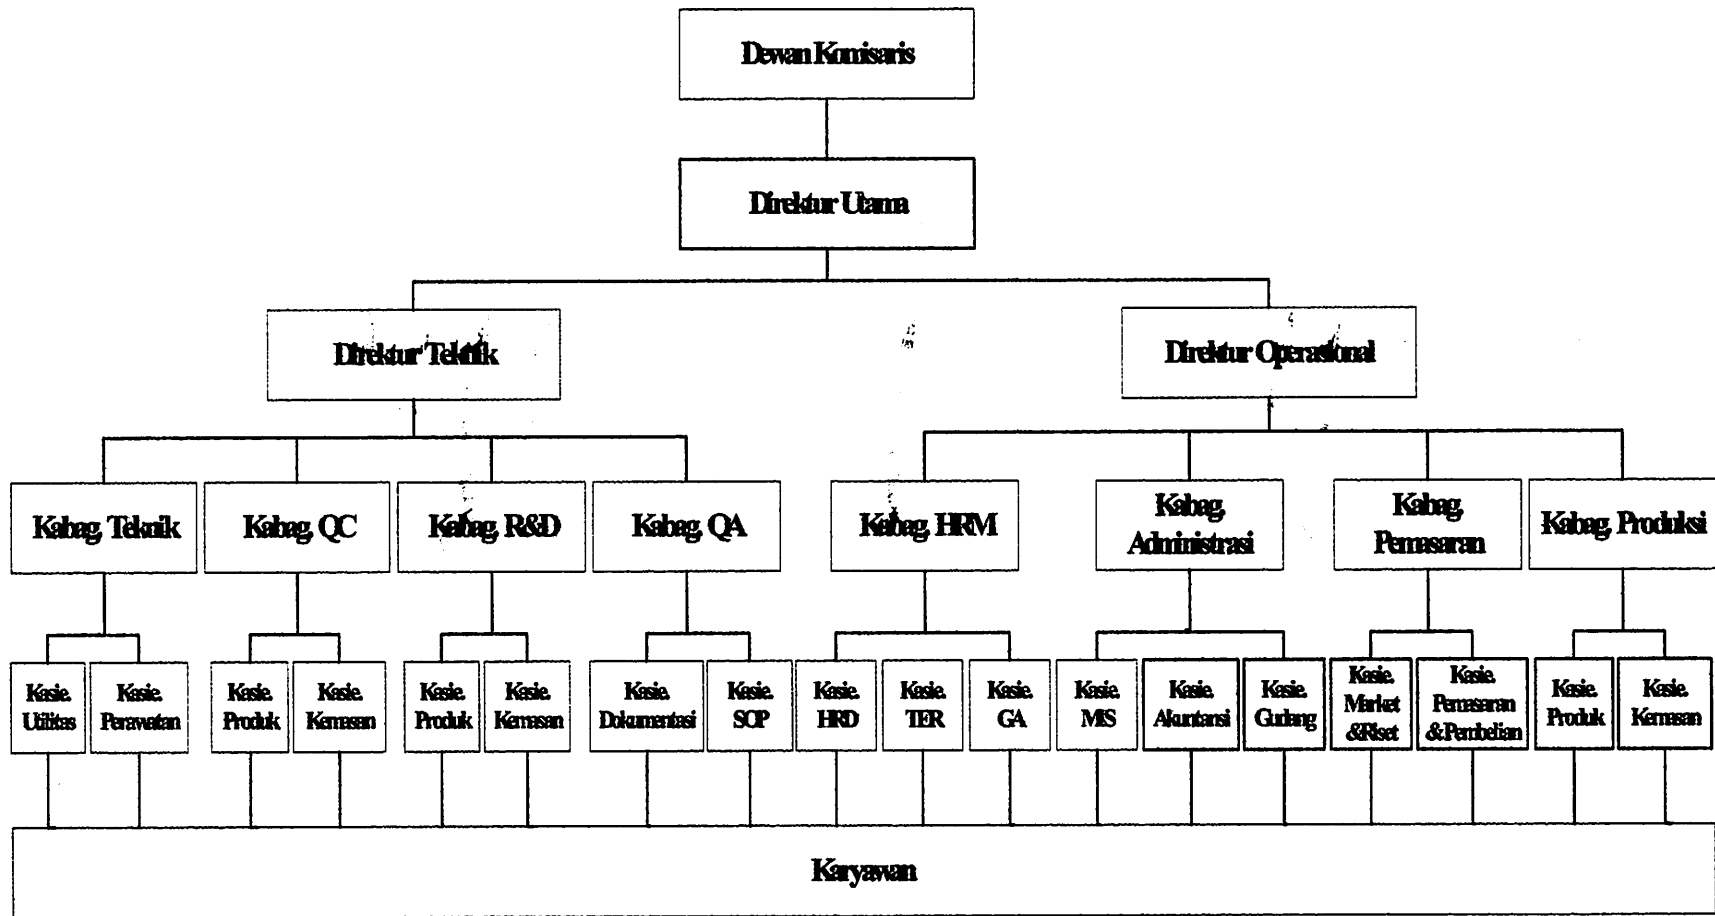 Dewan Komisaris
Direktur Utama
Direktur Teknik
Direktur Operasional
Kabag. Teknik
Kabag. QC
Kabag. R&D
Kabag. QA
Kabag. HRM
Kabag.
Administrasi
Kabag.
Pemasaran
Kabag. Produksi
Kasie.
Utilitas
Kasie.
Perawatan
Kasie.
Produk
Kasie.
Kemasan
Kasie.
Produk
Kasie.
Kemasan
Kasie.
Dokumentasi
Kasie.
SOP
Kasie.
HRD
Kasie.
TER
Kasie.
GA
Kasie.
MIS
Kasie.
Akuntansi
Kasie.
Gudang
Kasie.
Market
&Riset
Kasie.
Pemasaran
&Pembelian
Kasie.
Produk
Kasie.
Kemasan
Karyawan